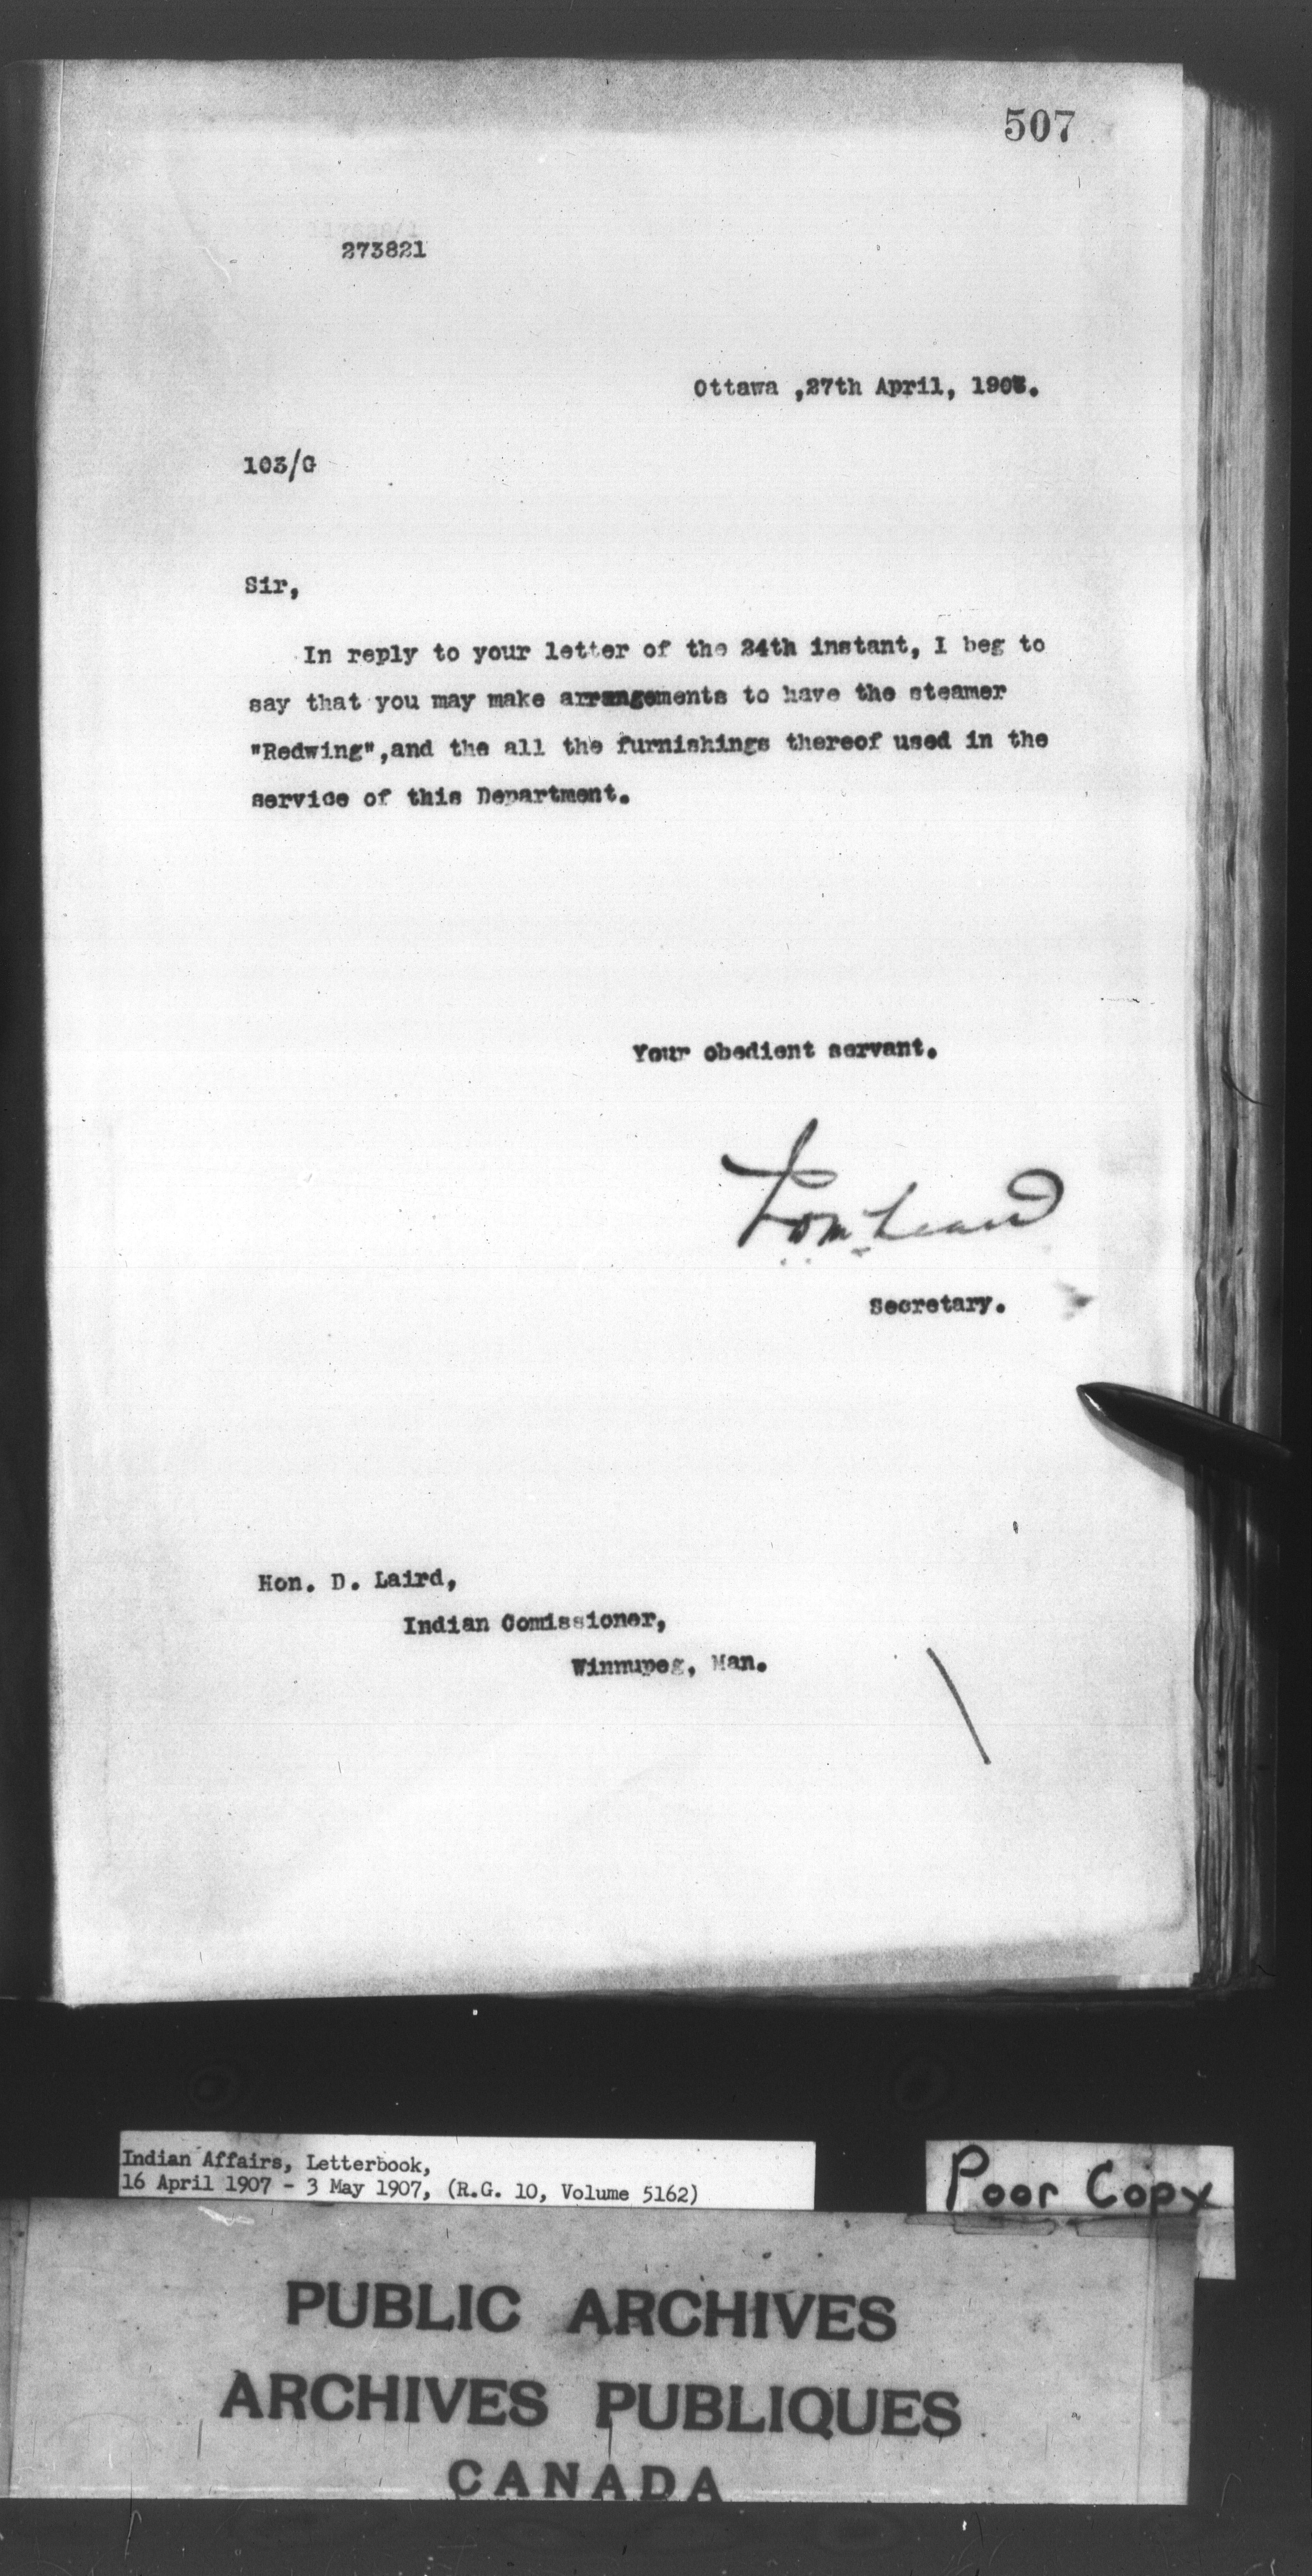 507
273821
Ottawa ,27th April, 1907.
103/G
Sir,
In reply to your letter of the 24th instant, I beg to
say that you may make arrangements to have the steamer
"Redwing",and the all the furnishings thereof used in the
service of this Department.
Your obedient servant.
Secretary.
Hon. D. Laird,
Indian Comissioner,
Winnupeg, Man.
Indian Affairs, Letterbook,
16 April 1907 - 3 May 1907, (R.G. 10, Volume 5162)
Poor Copy
PUBLIC ARCHIVES
ARCHIVES PUBLIQUES
CANADA